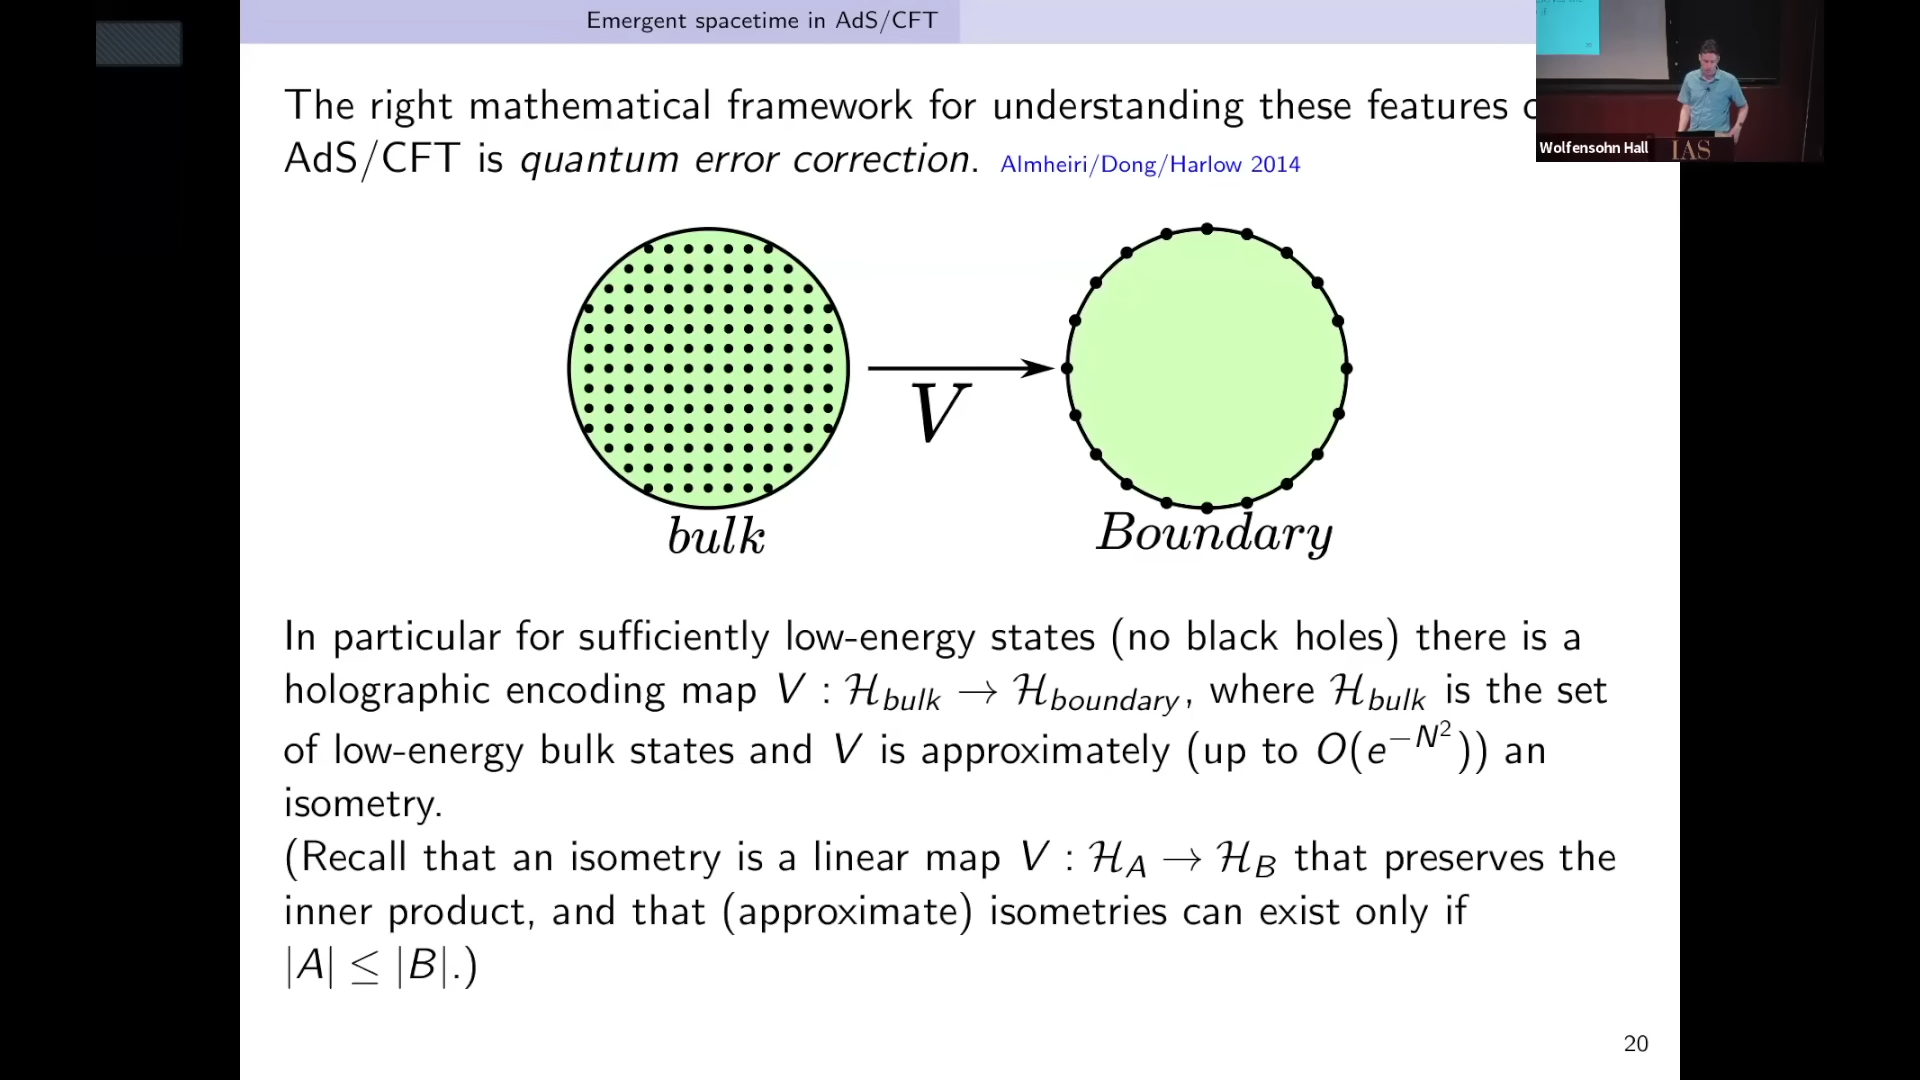 Emergent spacetime in AdS/CFT
The right mathematical framework for understanding these features
AdS/CFT is quantum error correction. Almheiri/Dong/Harlow 2014
Wolfensohn Hall
IAS
V
bulk
Boundary
In particular for sufficiently low-energy states (no black holes) there is a
holographic encoding map V : ℋ_bulk → ℋ_boundary, where ℋ_bulk is the set
of low-energy bulk states and V is approximately (up to O(e^{−N²})) an
isometry.
(Recall that an isometry is a linear map V : ℋ_A → ℋ_B that preserves the
inner product, and that (approximate) isometries can exist only if
|A| ≤ |B|.)
20